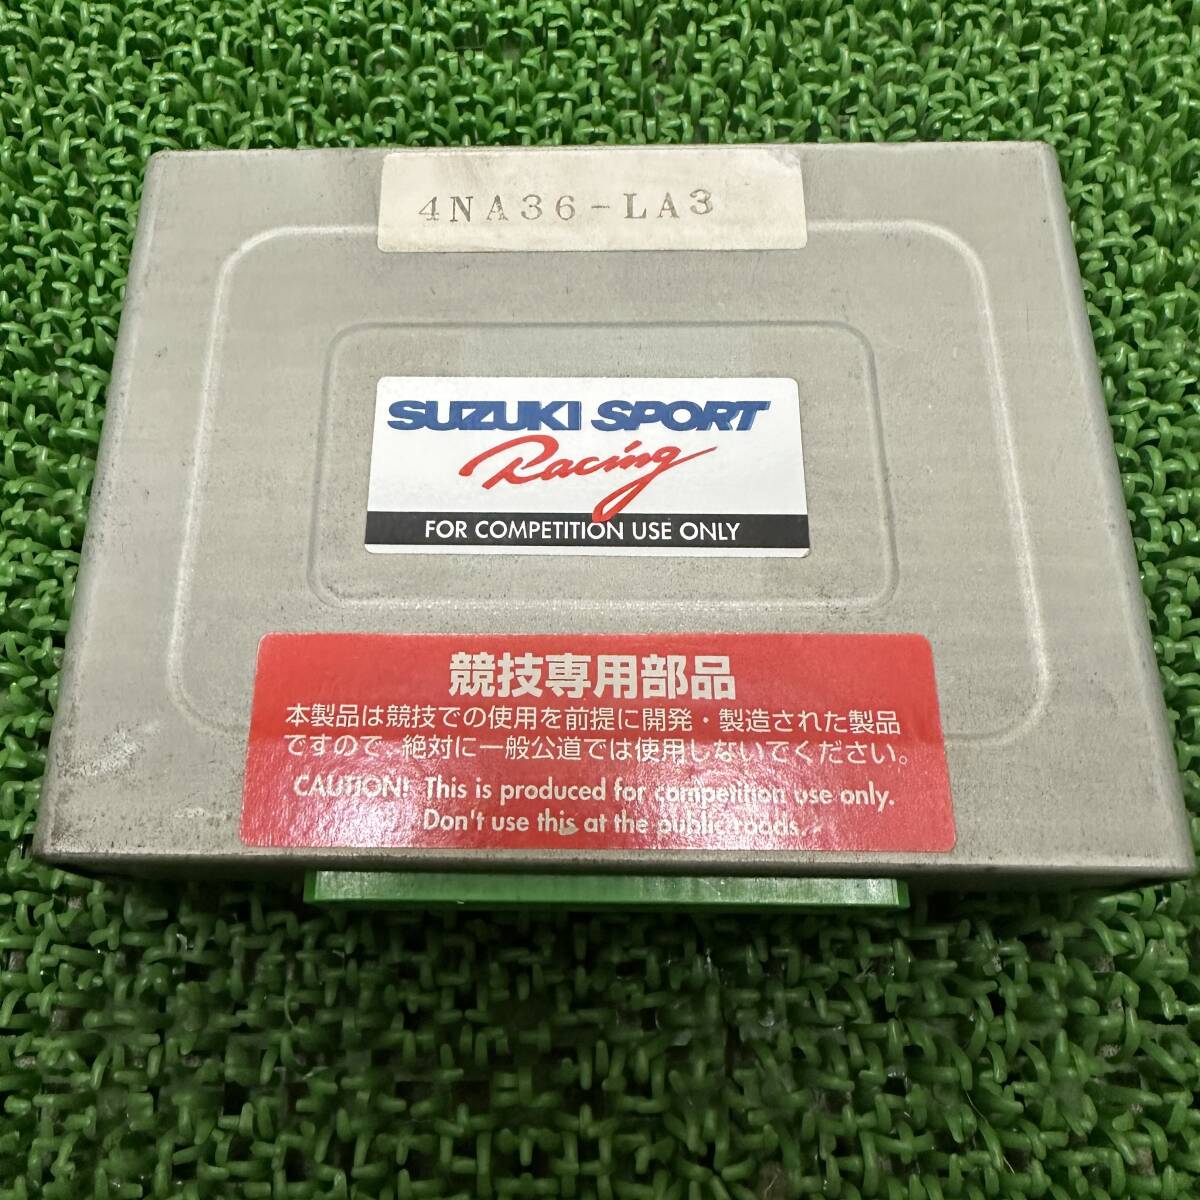 4NA36-LA3
SUZUKI SPORT
Racing
FOR COMPETITION USE ONLY
競技専用部品
本製品は競技での使用を前提に開発・製造された製品
ですので、絶対に一般公道では使用しないでください。
CAUTION! This is produced for competition use only.
Don't use this at the public roads.